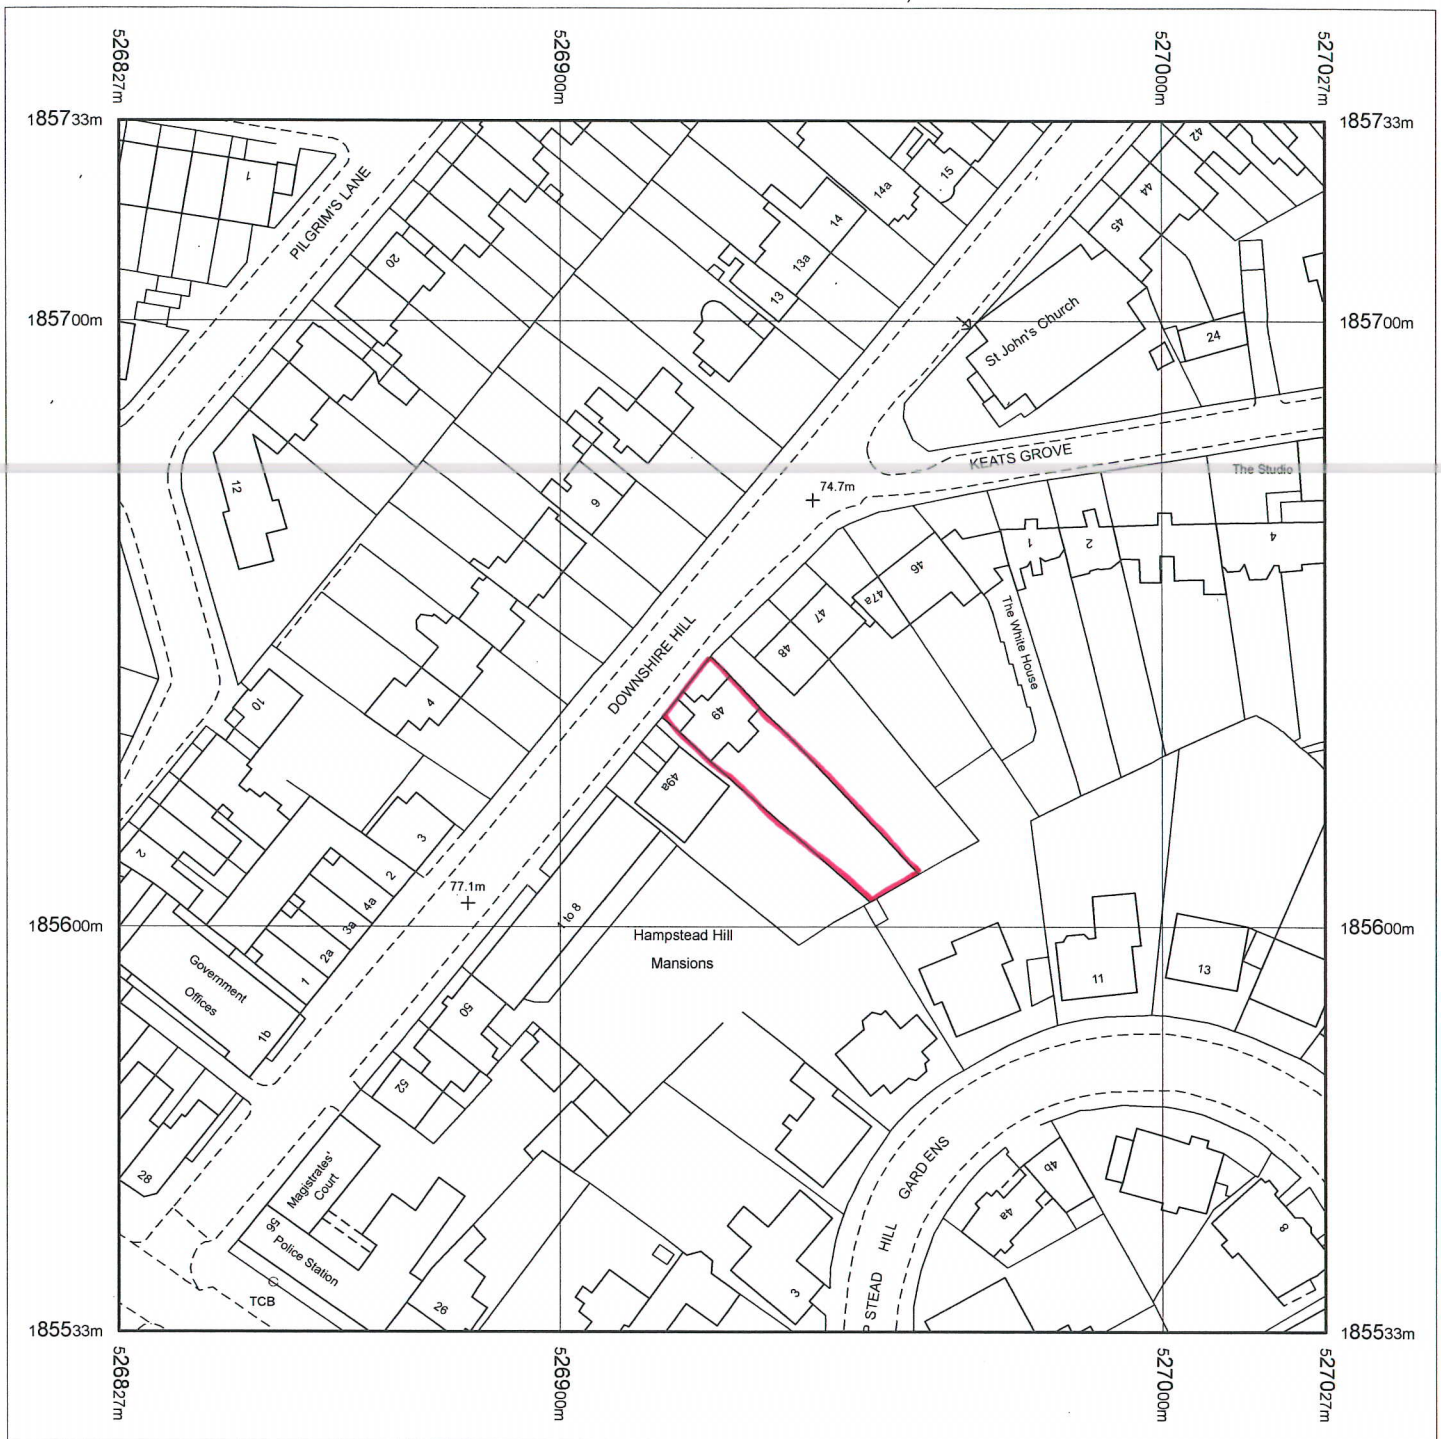 526827m
526900m
527000m
527027m
185733m
185733m
1
PILGRIM'S LANE
20
14
14a
15
13a
13
42
44
45
185700m
185700m
St John's Church
24
KEATS GROVE
The Studio
12
9
74.7m
1
2
4
46
47a
47
48
The White House
DOWNSHIRE HILL
10
4
49
49a
3
2
2
77.1m
4a
3a
2a
1
1 to 8
185600m
185600m
Hampstead Hill
Mansions
Government
Offices
1b
50
52
11
13
28
Magistrates'
Court
56
Police Station
TCB
26
3
STEAD HILL GARDENS
4a
4b
8
185533m
185533m
526827m
526900m
527000m
527027m